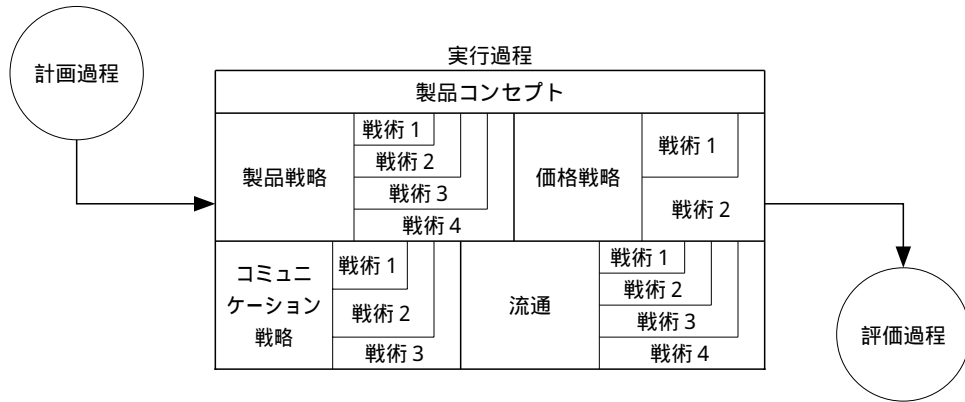 計画過程
実行過程
製品コンセプト
製品戦略
戦術 1
戦術 2
戦術 3
戦術 4
価格戦略
戦術 1
戦術 2
コミュニ
ケーション
戦略
戦術 1
戦術 2
戦術 3
流通
戦術 1
戦術 2
戦術 3
戦術 4
評価過程